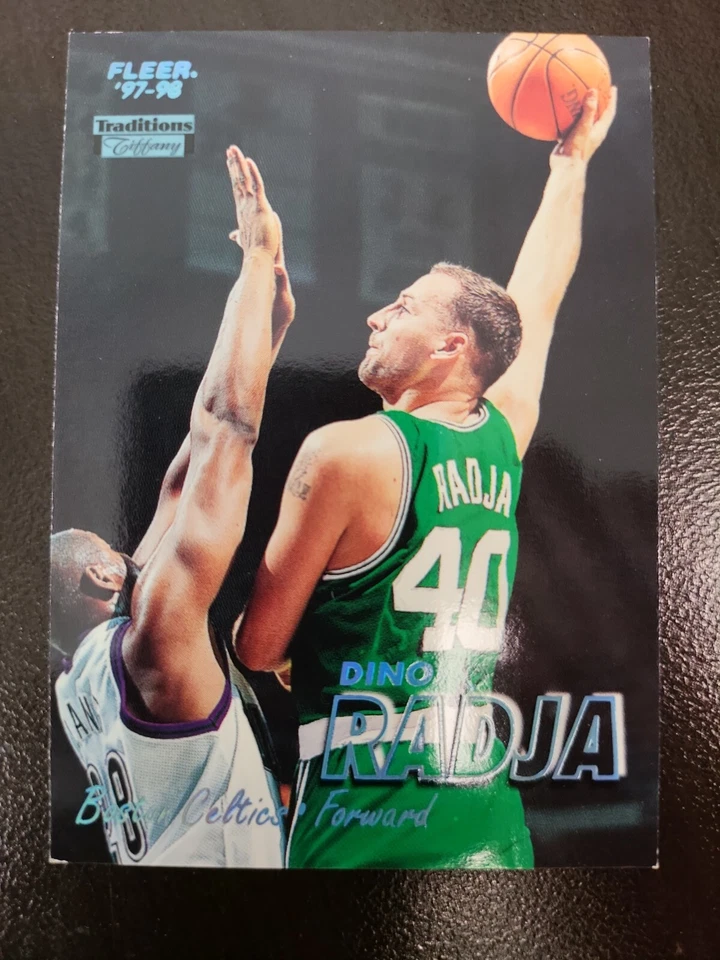 FLEER.
'97-98
Traditions
Tiffany
RADJA
40
DINO
RADJA
Boston Celtics • Forward